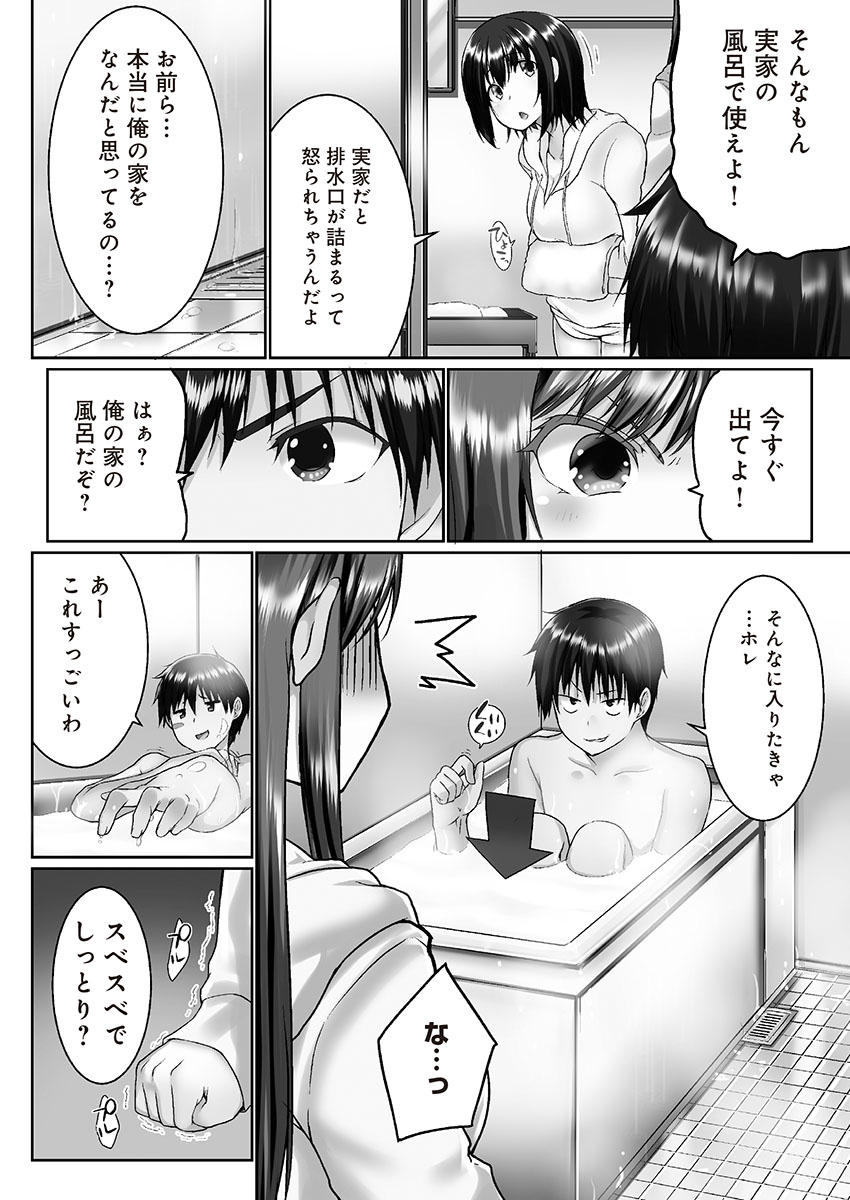 そんなもん
実家の
風呂で使えよ！
ひょこっ
実家だと
排水口が詰まるって
怒られちゃうんだよ
お前ら…
本当に俺の家を
なんだと思ってるの…？
今すぐ
出てよ！
はぁ？
俺の家の
風呂だぞ？
そんなに入りたきゃ
…ホレ
クイクイ
な…っ
あー
これすっごいわ
スベスベで
しっとり？
プル
プル